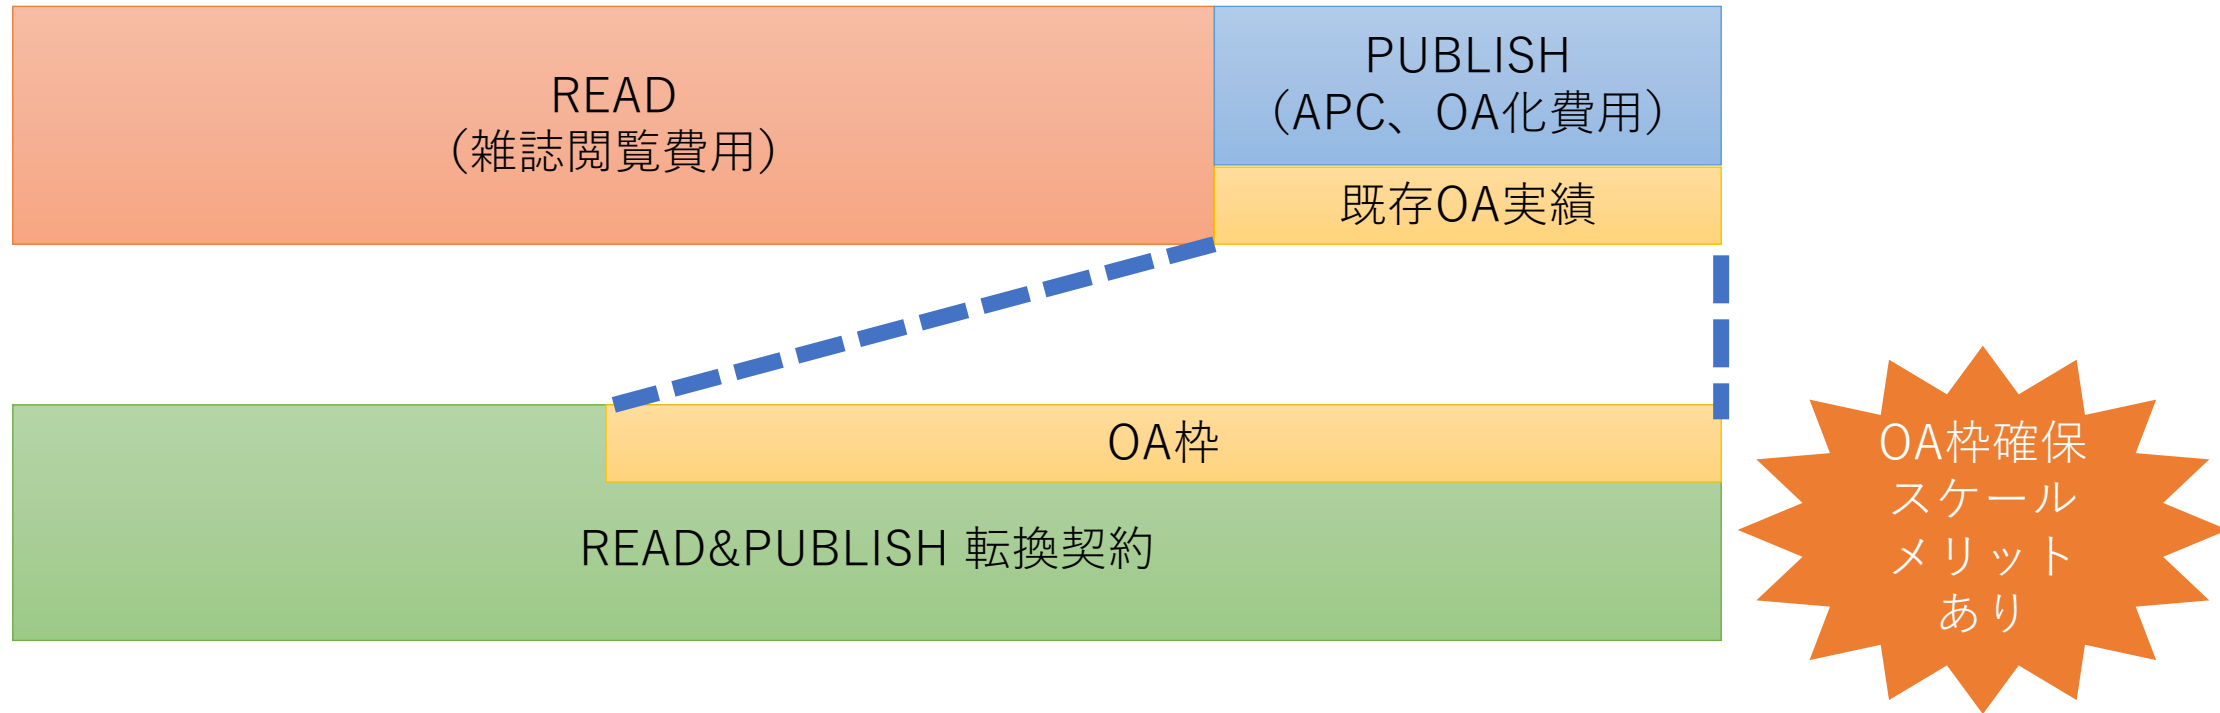 READ
（雑誌閲覧費用）
PUBLISH
（APC、OA化費用）
既存OA実績
OA枠
READ&PUBLISH 転換契約
OA枠確保
スケール
メリット
あり